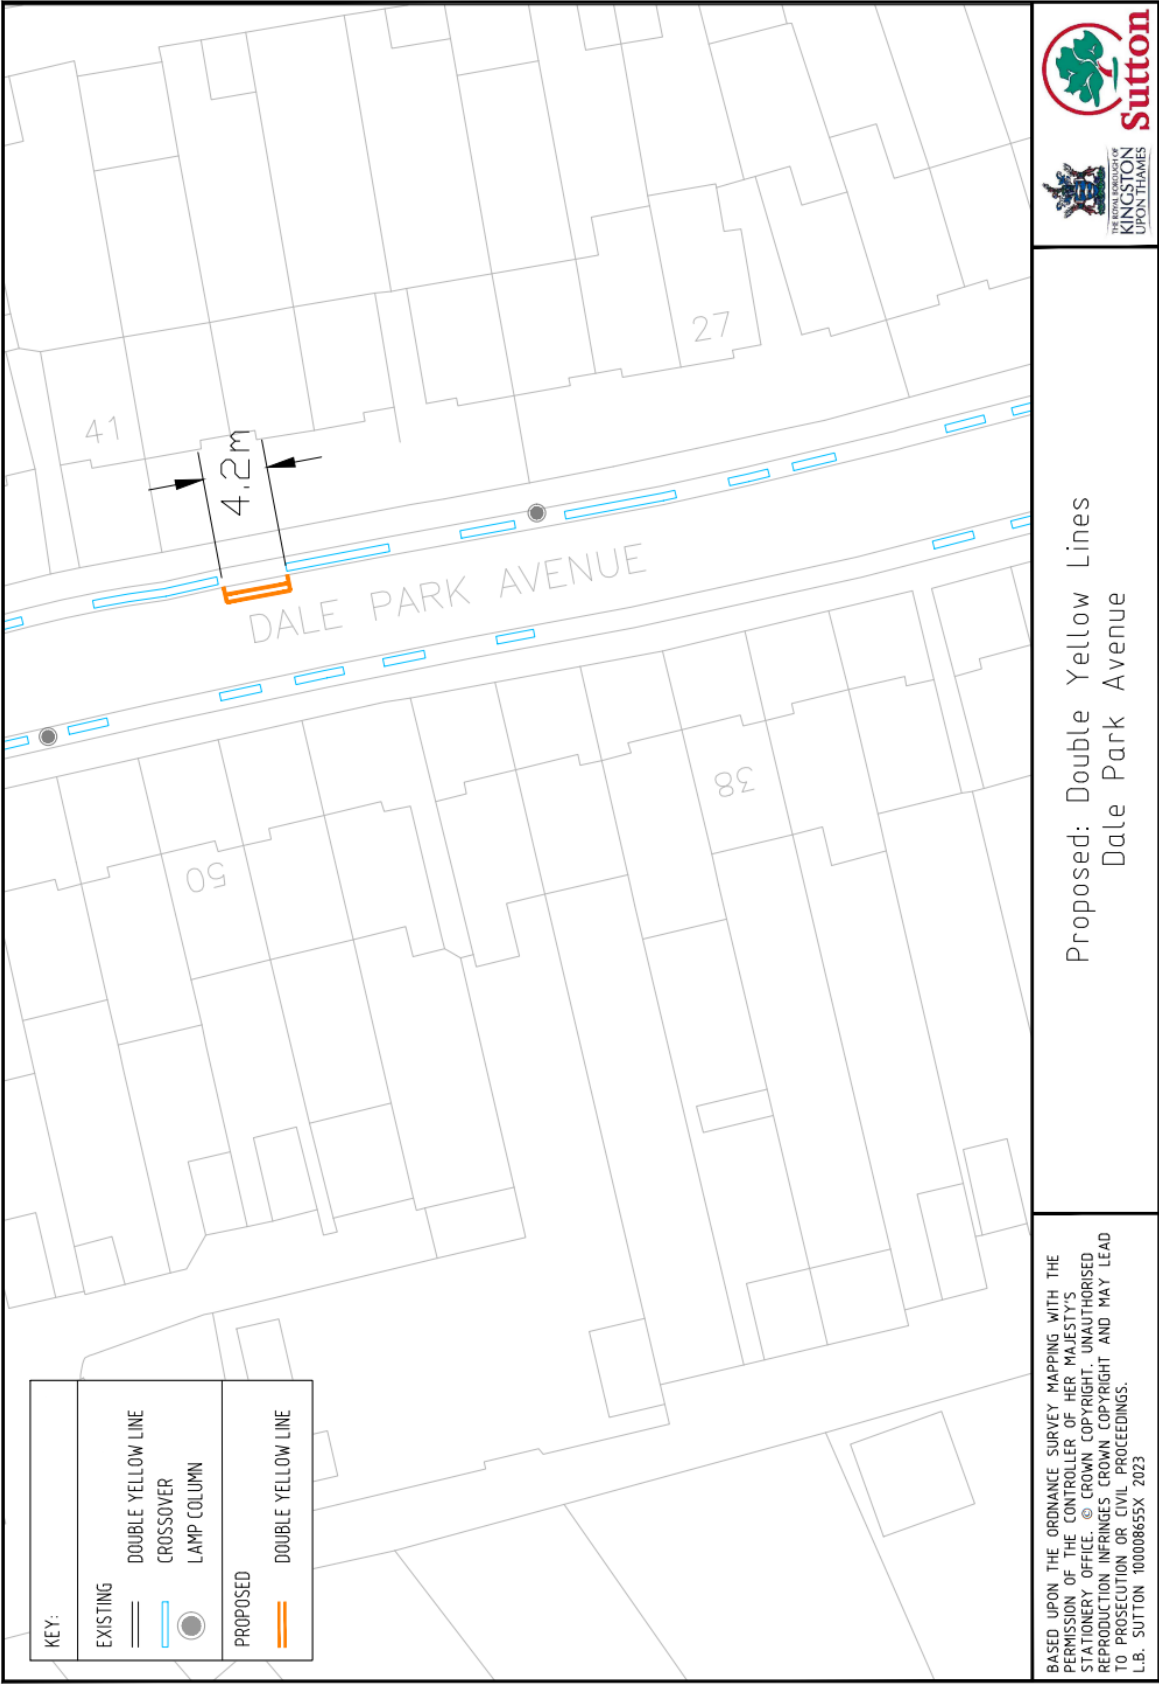 KEY:
EXISTING
DOUBLE YELLOW LINE
CROSSOVER
LAMP COLUMN
PROPOSED
DOUBLE YELLOW LINE
41
4.2m
27
DALE PARK AVENUE
50
38
BASED UPON THE ORDNANCE SURVEY MAPPING WITH THE
PERMISSION OF THE CONTROLLER OF HER MAJESTY'S
STATIONERY OFFICE. © CROWN COPYRIGHT. UNAUTHORISED
REPRODUCTION INFRINGES CROWN COPYRIGHT AND MAY LEAD
TO PROSECUTION OR CIVIL PROCEEDINGS.
L.B. SUTTON 100008655X 2023
Proposed: Double Yellow Lines
Dale Park Avenue
THE ROYAL BOROUGH OF
KINGSTON
UPON THAMES
Sutton